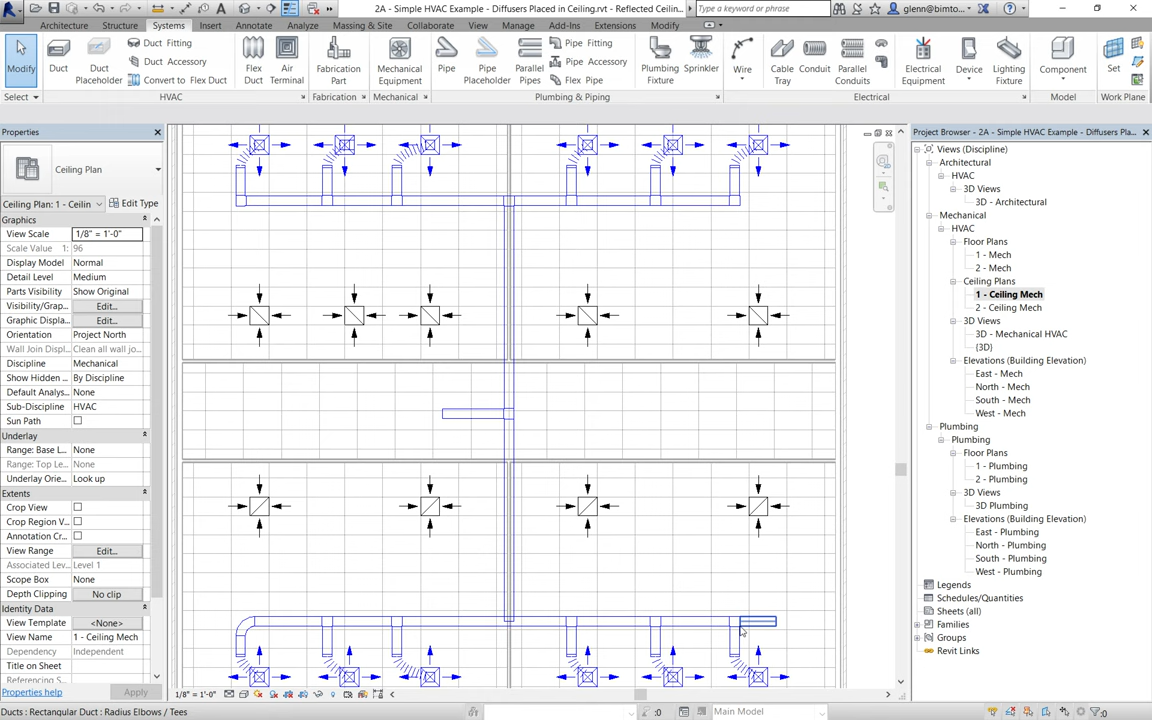 2A - Simple HVAC Example - Diffusers Placed in Ceiling.rvt - Reflected Ceilin...
Type a keyword or phrase
glenn@bimto...
Architecture Structure Systems Insert Annotate Analyze Massing & Site Collaborate View Manage Add-Ins Extensions Modify
Modify
Duct
Duct Placeholder
Duct Fitting
Duct Accessory
Convert to Flex Duct
Flex Duct
Air Terminal
Fabrication Part
Mechanical Equipment
Pipe
Pipe Placeholder
Parallel Pipes
Pipe Fitting
Pipe Accessory
Flex Pipe
Plumbing Fixture
Sprinkler
Wire
Cable Tray
Conduit
Parallel Conduits
Electrical Equipment
Device
Lighting Fixture
Component
Set
Select
HVAC
Fabrication
Mechanical
Plumbing & Piping
Electrical
Model
Work Plane
Properties
Ceiling Plan
Ceiling Plan: 1 - Ceilin
Edit Type
Graphics
View Scale 1/8" = 1'-0"
Scale Value 1: 96
Display Model Normal
Detail Level Medium
Parts Visibility Show Original
Visibility/Grap... Edit...
Graphic Displa... Edit...
Orientation Project North
Wall Join Displ... Clean all wall jo...
Discipline Mechanical
Show Hidden ... By Discipline
Default Analys... None
Sub-Discipline HVAC
Sun Path
Underlay
Range: Base L... None
Range: Top Le... None
Underlay Orie... Look up
Extents
Crop View
Crop Region V...
Annotation Cr...
View Range Edit...
Associated Lev... Level 1
Scope Box None
Depth Clipping No clip
Identity Data
View Template <None>
View Name 1 - Ceiling Mech
Dependency Independent
Title on Sheet
Properties help
Apply
1/8" = 1'-0"
Project Browser - 2A - Simple HVAC Example - Diffusers Pla...
Views (Discipline)
Architectural
HVAC
3D Views
3D - Architectural
Mechanical
HVAC
Floor Plans
1 - Mech
2 - Mech
Ceiling Plans
1 - Ceiling Mech
2 - Ceiling Mech
3D Views
3D - Mechanical HVAC
{3D}
Elevations (Building Elevation)
East - Mech
North - Mech
South - Mech
West - Mech
Plumbing
Plumbing
Floor Plans
1 - Plumbing
2 - Plumbing
3D Views
3D Plumbing
Elevations (Building Elevation)
East - Plumbing
North - Plumbing
South - Plumbing
West - Plumbing
Legends
Schedules/Quantities
Sheets (all)
Families
Groups
Revit Links
Ducts : Rectangular Duct : Radius Elbows / Tees
:0
Main Model
:0